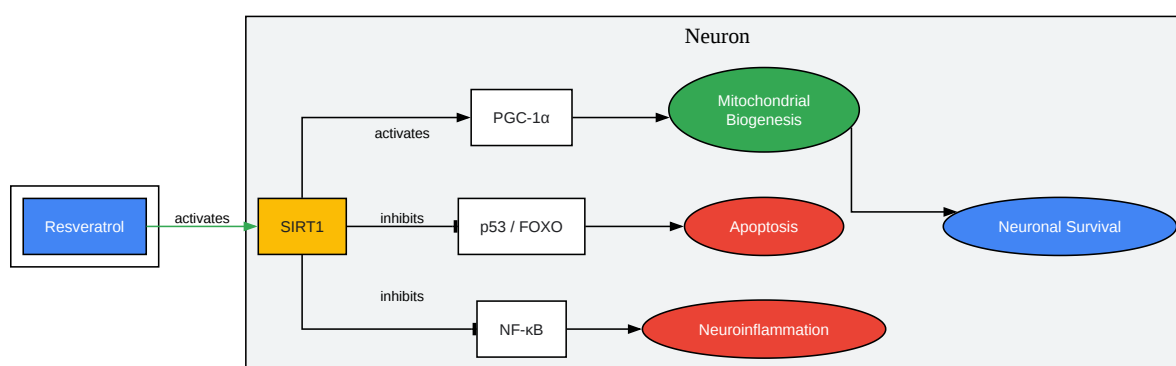 Neuron
Mitochondrial
Biogenesis
PGC-1α
activates
Resveratrol
activates
SIRT1
inhibits
p53 / FOXO
Apoptosis
Neuronal Survival
inhibits
NF-κB
Neuroinflammation